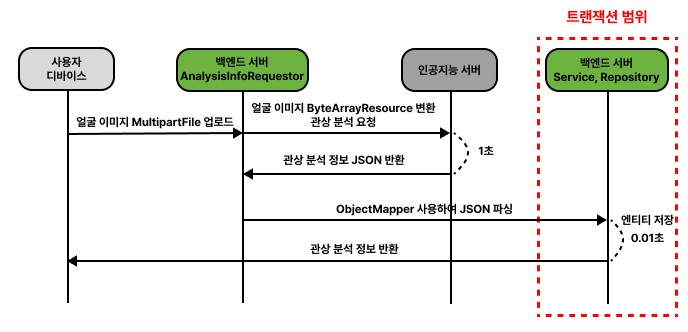 트랜잭션 범위
사용자
디바이스
백엔드 서버
AnalysisInfoRequestor
인공지능 서버
백엔드 서버
Service, Repository
얼굴 이미지 MultipartFile 업로드
얼굴 이미지 ByteArrayResource 변환
관상 분석 요청
1초
관상 분석 정보 JSON 반환
ObjectMapper 사용하여 JSON 파싱
엔티티 저장
0.01초
관상 분석 정보 반환